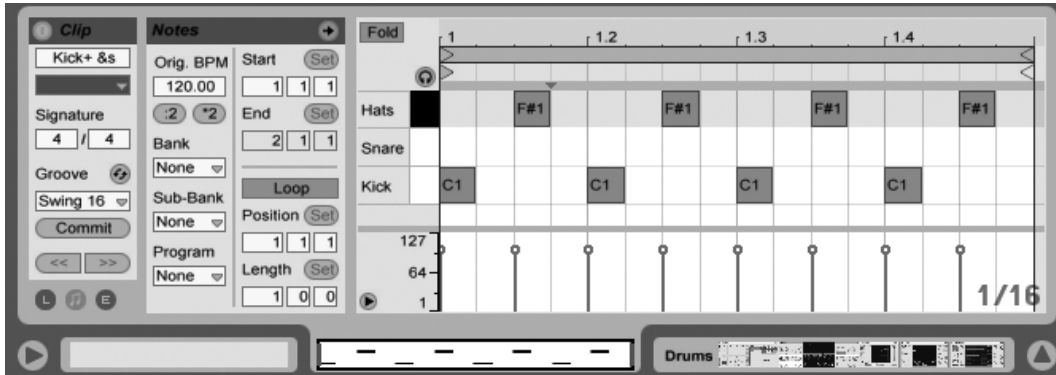 Clip
Kick+ &s
Signature
4 / 4
Groove
Swing 16
Commit
<< >>
L E
Notes
Orig. BPM
120.00
:2 *2
Bank
None
Sub-Bank
None
Program
None
Start Set
1 1 1
End Set
2 1 1
Loop
Position Set
1 1 1
Length Set
1 0 0
Fold
1 1.2 1.3 1.4
Hats F#1 F#1 F#1 F#1
Snare
Kick C1 C1 C1 C1
127
64
1
1/16
Drums